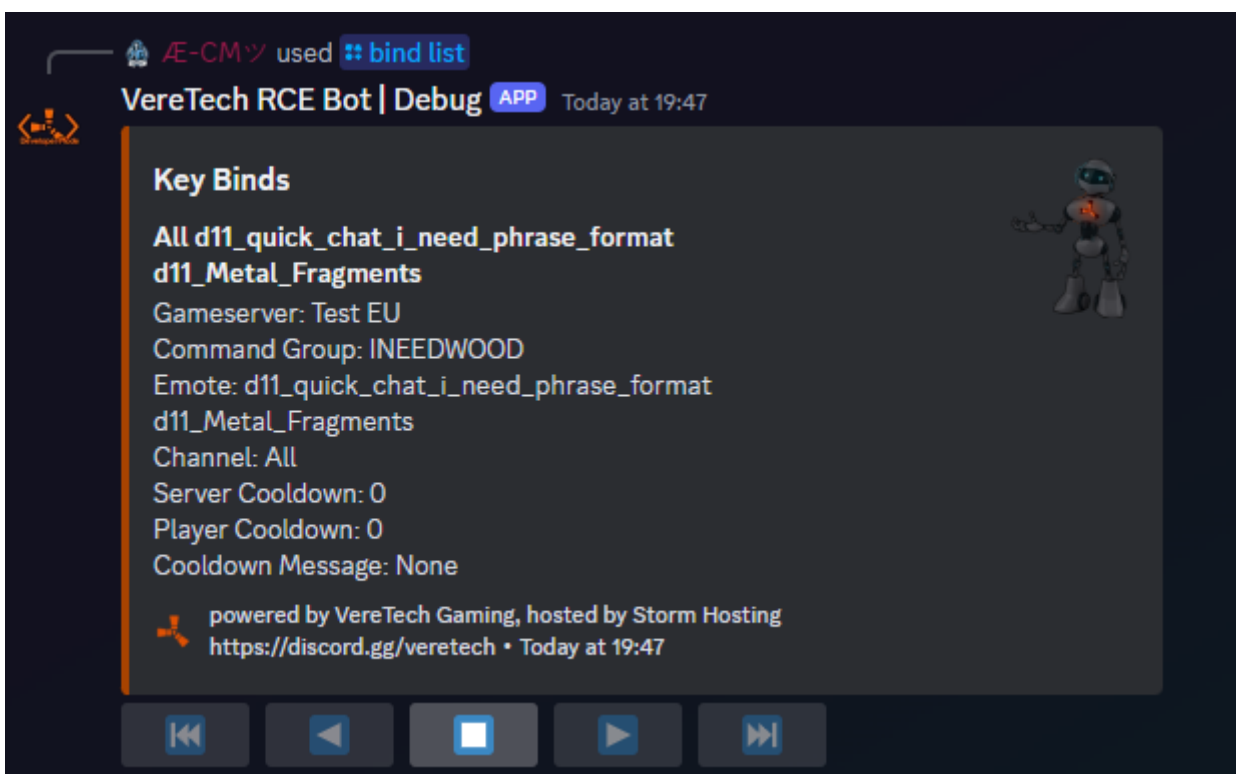 Æ-CMツ used bind list
VereTech RCE Bot | Debug APP Today at 19:47
Key Binds
All d11_quick_chat_i_need_phrase_format
d11_Metal_Fragments
Gameserver: Test EU
Command Group: INEEDWOOD
Emote: d11_quick_chat_i_need_phrase_format
d11_Metal_Fragments
Channel: All
Server Cooldown: 0
Player Cooldown: 0
Cooldown Message: None
powered by VereTech Gaming, hosted by Storm Hosting
https://discord.gg/veretech • Today at 19:47